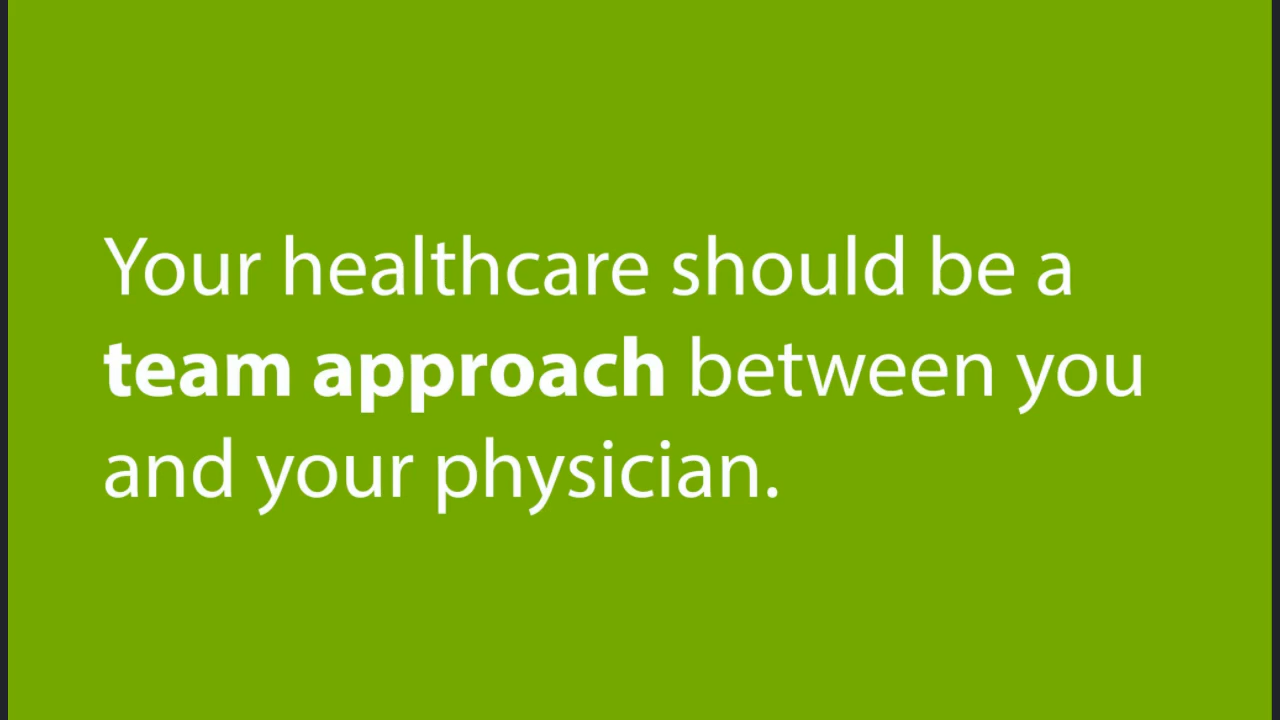 Your healthcare should be a
team approach between you
and your physician.